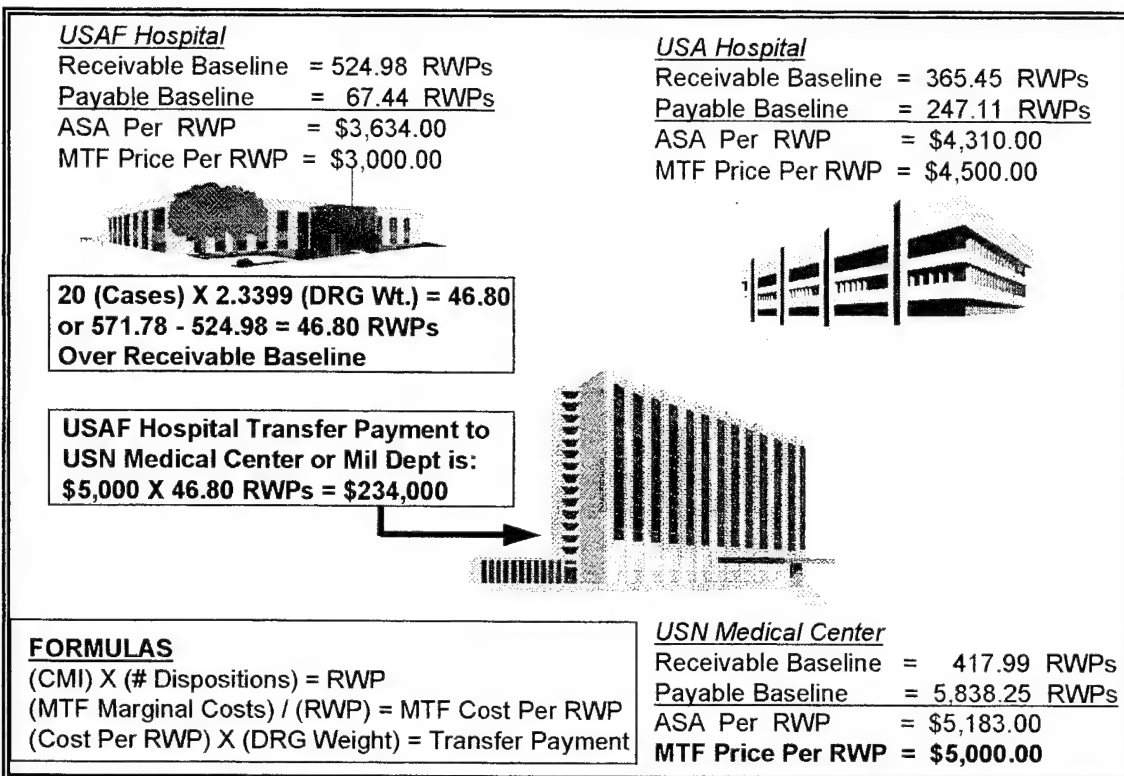 USAF Hospital
Receivable Baseline = 524.98 RWPs
Payable Baseline = 67.44 RWPs
ASA Per RWP = $3,634.00
MTF Price Per RWP = $3,000.00
USA Hospital
Receivable Baseline = 365.45 RWPs
Payable Baseline = 247.11 RWPs
ASA Per RWP = $4,310.00
MTF Price Per RWP = $4,500.00
20 (Cases) X 2.3399 (DRG Wt.) = 46.80
or 571.78 - 524.98 = 46.80 RWPs
Over Receivable Baseline
USAF Hospital Transfer Payment to
USN Medical Center or Mil Dept is:
$5,000 X 46.80 RWPs = $234,000
FORMULAS
(CMI) X (# Dispositions) = RWP
(MTF Marginal Costs) / (RWP) = MTF Cost Per RWP
(Cost Per RWP) X (DRG Weight) = Transfer Payment
USN Medical Center
Receivable Baseline = 417.99 RWPs
Payable Baseline = 5,838.25 RWPs
ASA Per RWP = $5,183.00
MTF Price Per RWP = $5,000.00